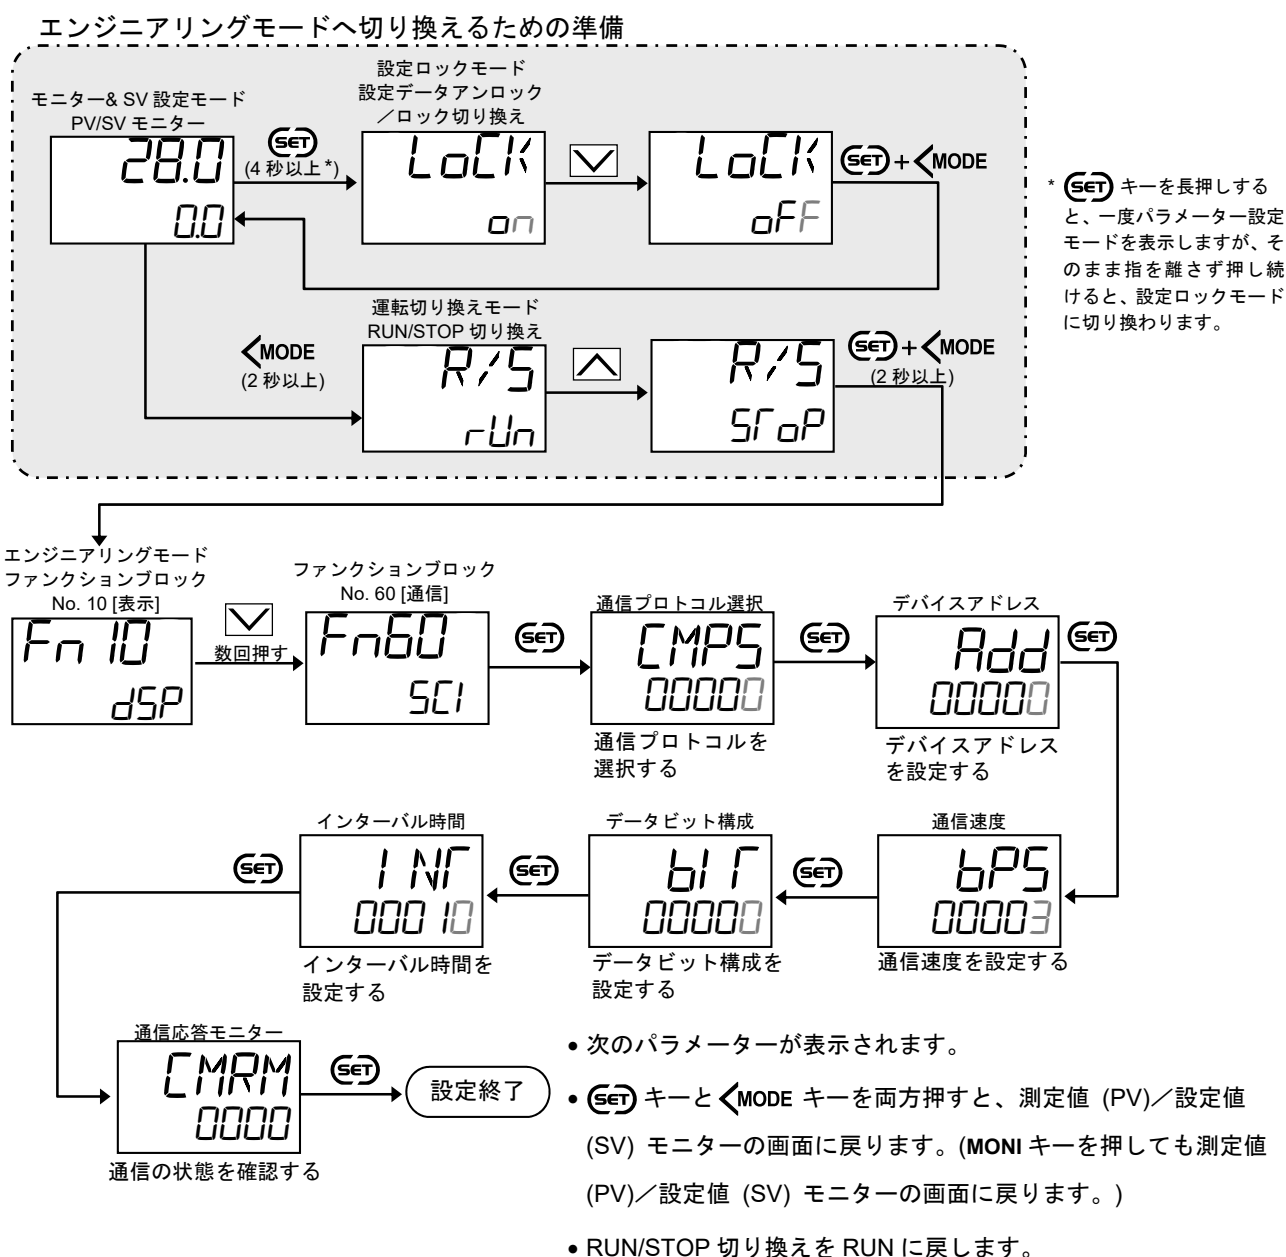 エンジニアリングモードへ切り換えるための準備
モニター& SV 設定モード
PV/SV モニター
28.0
0.0
SET
(4 秒以上*)
設定ロックモード
設定データアンロック
／ロック切り換え
LoCK
on
LoCK
oFF
SET + MODE
* SET キーを長押しする
と、一度パラメーター設定
モードを表示しますが、そ
のまま指を離さず押し続
けると、設定ロックモード
に切り換わります。
MODE
(2 秒以上)
運転切り換えモード
RUN/STOP 切り換え
R/S
rUn
R/S
SToP
SET + MODE
(2 秒以上)
エンジニアリングモード
ファンクションブロック
No. 10 [表示]
Fn10
dSP
数回押す
ファンクションブロック
No. 60 [通信]
Fn60
SCI
SET
通信プロトコル選択
CMPS
00000
通信プロトコルを
選択する
SET
デバイスアドレス
Add
00000
デバイスアドレス
を設定する
SET
通信速度
bPS
00003
通信速度を設定する
SET
データビット構成
bIT
00000
データビット構成を
設定する
SET
インターバル時間
INT
00010
インターバル時間を
設定する
SET
通信応答モニター
CMRM
0000
通信の状態を確認する
SET
設定終了
• 次のパラメーターが表示されます。
• SET キーと MODE キーを両方押すと、測定値 (PV)／設定値
(SV) モニターの画面に戻ります。(MONI キーを押しても測定値
(PV)／設定値 (SV) モニターの画面に戻ります。)
• RUN/STOP 切り換えを RUN に戻します。